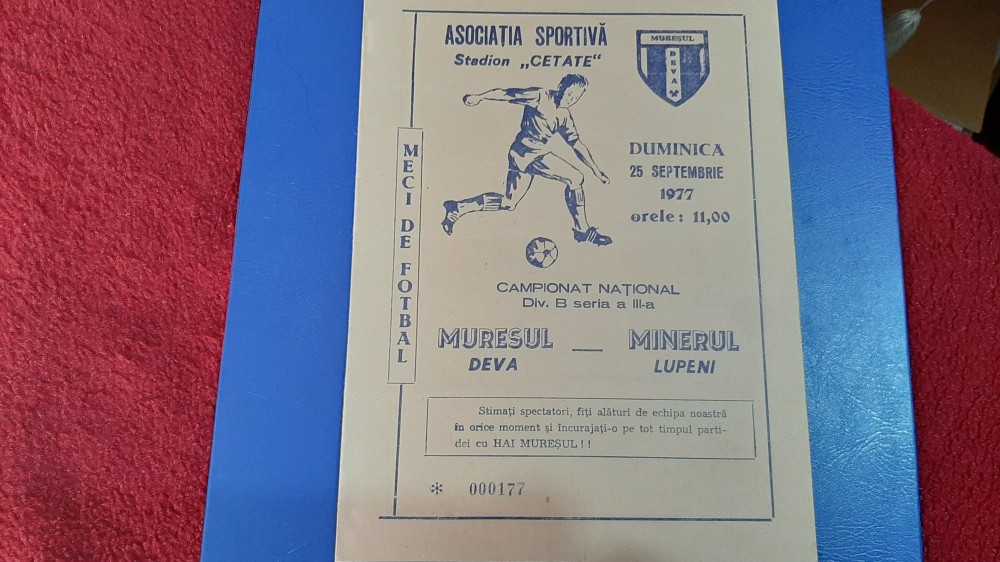 ASOCIAȚIA SPORTIVĂ
Stadion „CETATE"
MUREȘUL
DEVA
DUMINICA
25 SEPTEMBRIE
1977
orele: 11,00
MECI DE FOTBAL
CAMPIONAT NAȚIONAL
Div. B seria a III-a
MURESUL — MINERUL
DEVA LUPENI
Stimați spectatori, fiți alături de echipa noastră
în orice moment și încurajați-o pe tot timpul parti-
dei cu HAI MUREȘUL!!
* 000177